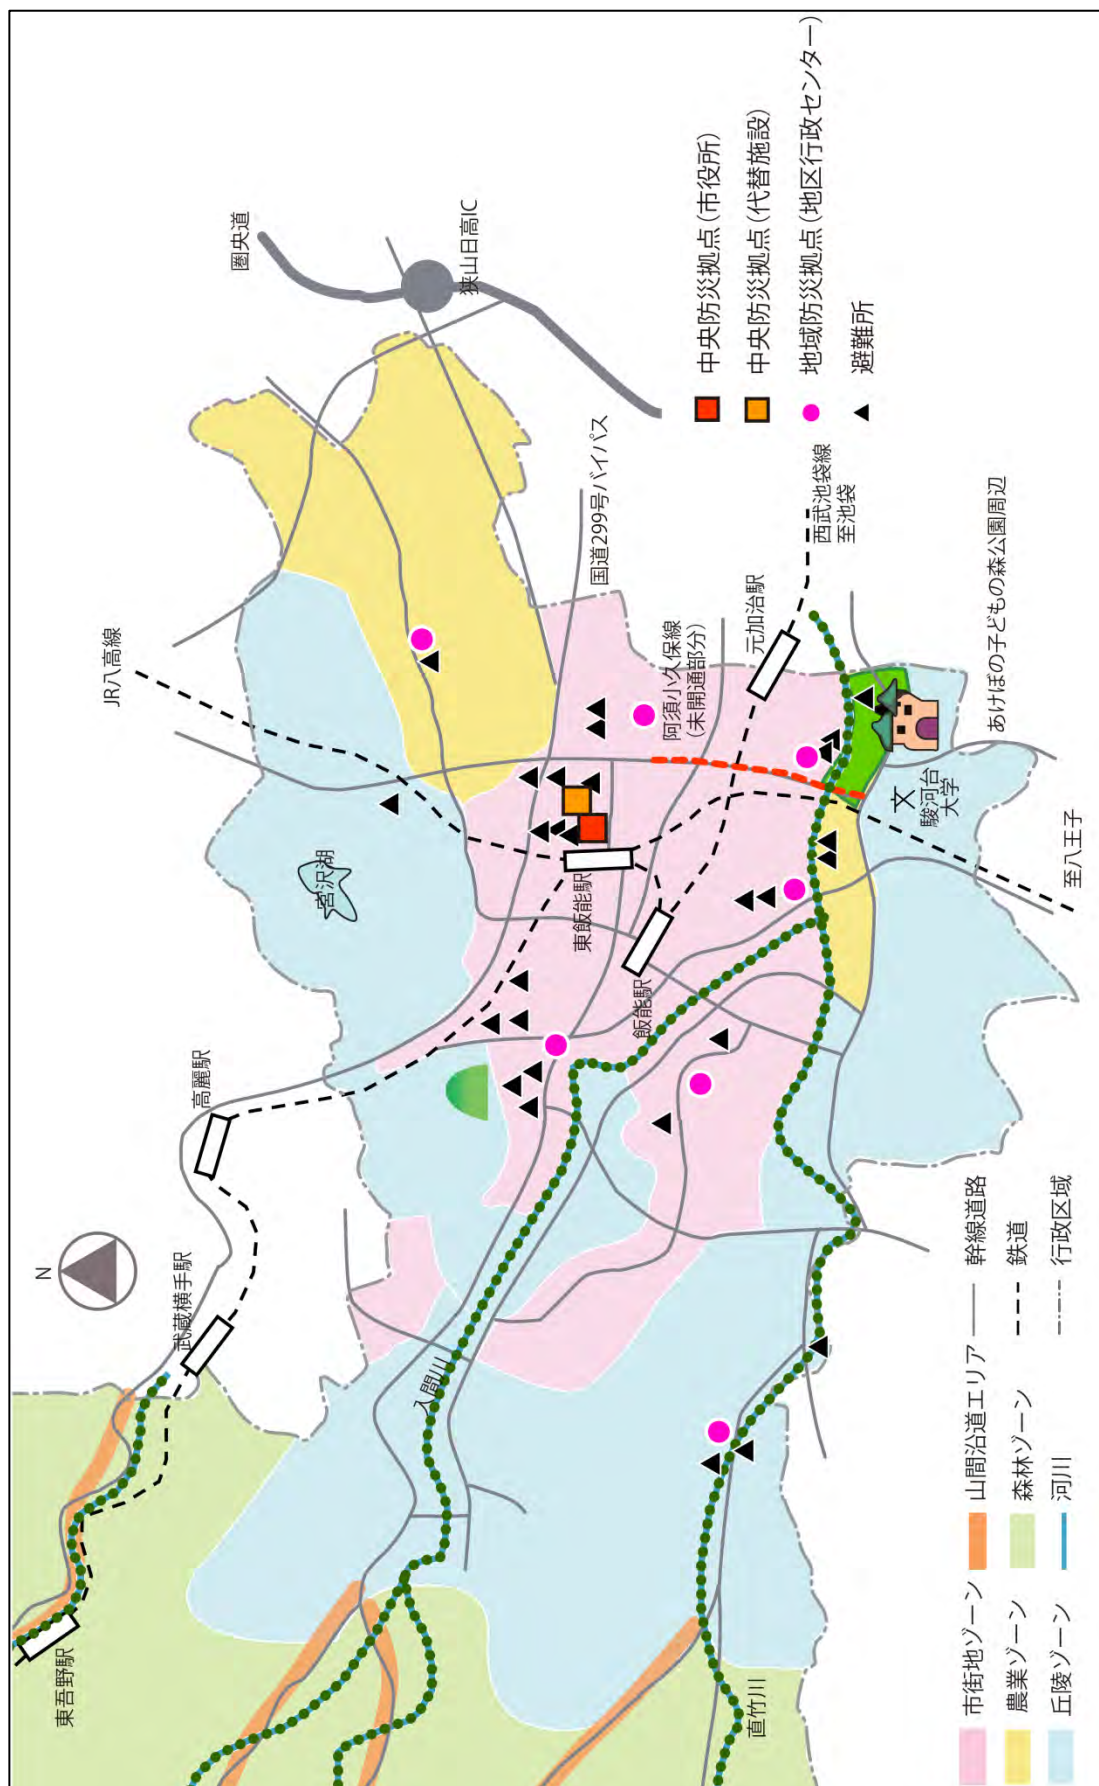 圏央道
狭山日高IC
JR八高線
国道299号バイパス
宮沢湖
高麗駅
武蔵横手駅
東吾野駅
N
入間川
直竹川
東飯能駅
飯能駅
元加治駅
西武池袋線
至池袋
阿須小久保線
(未開通部分)
文
駿河台
大学
あけぼの子どもの森公園周辺
至八王子
中央防災拠点(市役所)
中央防災拠点(代替施設)
地域防災拠点(地区行政センター)
避難所
市街地ゾーン
農業ゾーン
丘陵ゾーン
山間沿道エリア
森林ゾーン
河川
幹線道路
鉄道
行政区域